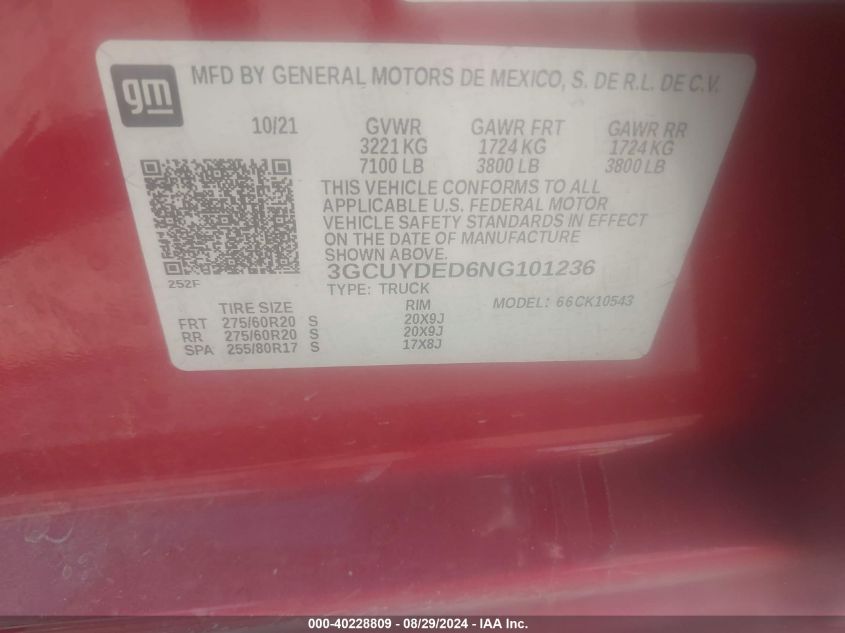 gm
MFD BY GENERAL MOTORS DE MEXICO, S. DE R.L. DE C.V.
10/21 GVWR GAWR FRT GAWR RR
3221 KG 1724 KG 1724 KG
7100 LB 3800 LB 3800 LB
THIS VEHICLE CONFORMS TO ALL
APPLICABLE U.S. FEDERAL MOTOR
VEHICLE SAFETY STANDARDS IN EFFECT
ON THE DATE OF MANUFACTURE
SHOWN ABOVE.
3GCUYDED6NG101236
252F
TYPE: TRUCK
MODEL: 66CK10543
TIRE SIZE RIM
FRT 275/60R20 S 20X9J
RR 275/60R20 S 20X9J
SPA 255/80R17 S 17X8J
000-40228809 - 08/29/2024 - IAA Inc.